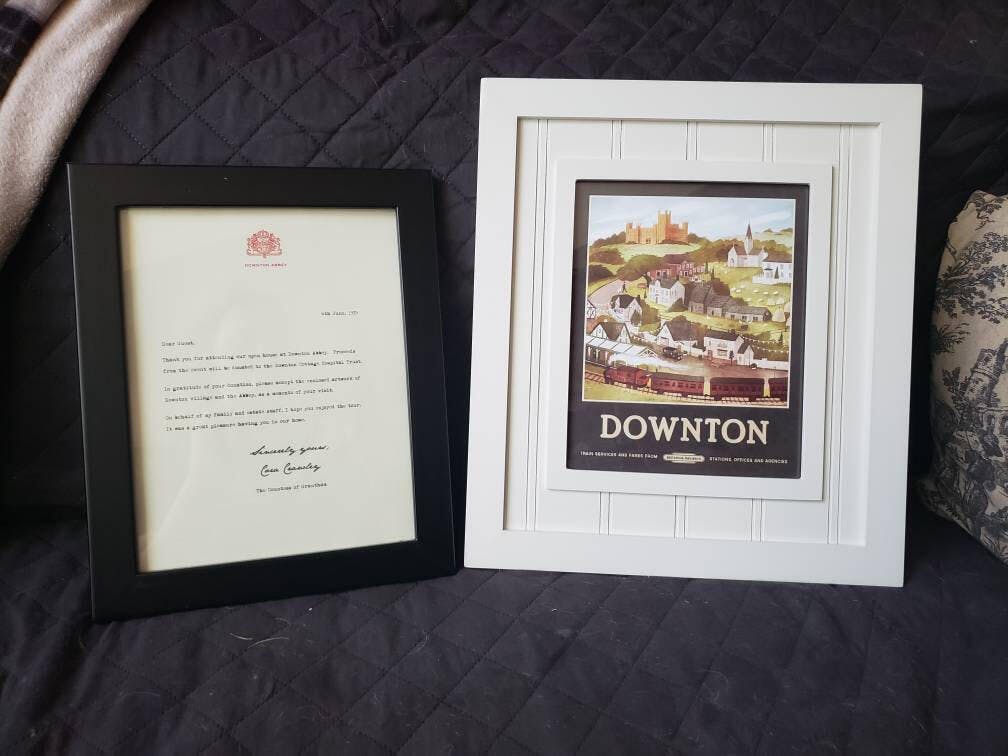 DOWNTON ABBEY
Dear Guest,
Thank you for attending our open house at Downton Abbey. Proceeds
from the event will be donated to the Downton Cottage Hospital Trust.
In gratitude of your donation, please accept the enclosed artwork of
Downton Village and the Abbey, as a memento of your visit.
On behalf of my family and estate staff, I hope you enjoyed the tour.
It was a great pleasure having you in our home.
Sincerely yours,
Cora Crawley
The Countess of Grantham
DOWNTON
TRAIN SERVICES AND FARES FROM
STATIONS, OFFICES AND AGENCIES